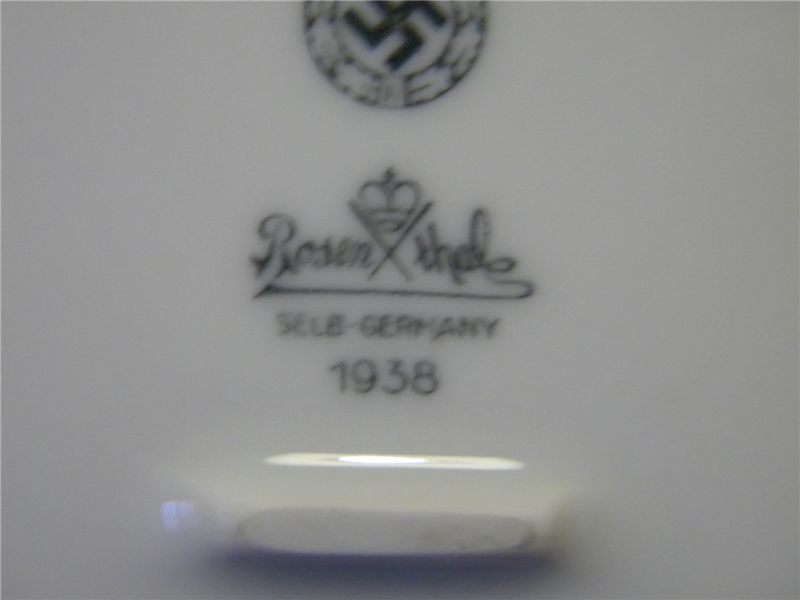 Rosenthal
SELB-GERMANY
1938